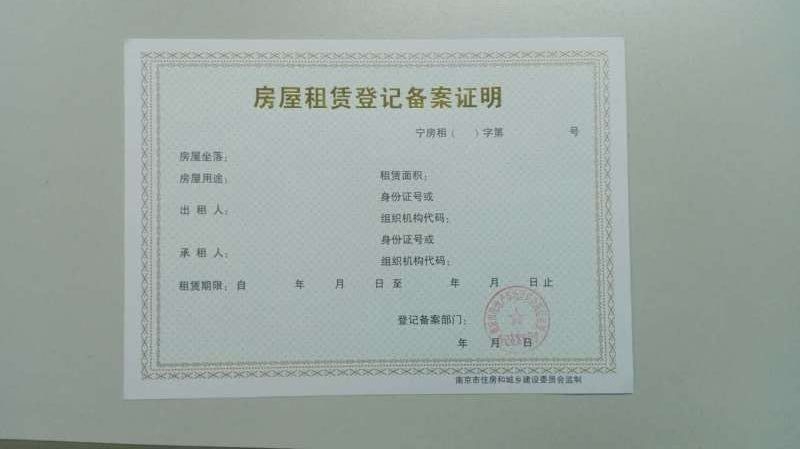 房屋租赁登记备案证明
宁房租（ ）字第 号
房屋坐落：
房屋用途： 租赁面积：
出 租 人： 身份证号或
组织机构代码：
承 租 人： 身份证号或
组织机构代码：
租赁期限：自 年 月 日 至 年 月 日止
登记备案部门：
年 月 日
南京市住房和城乡建设委员会监制